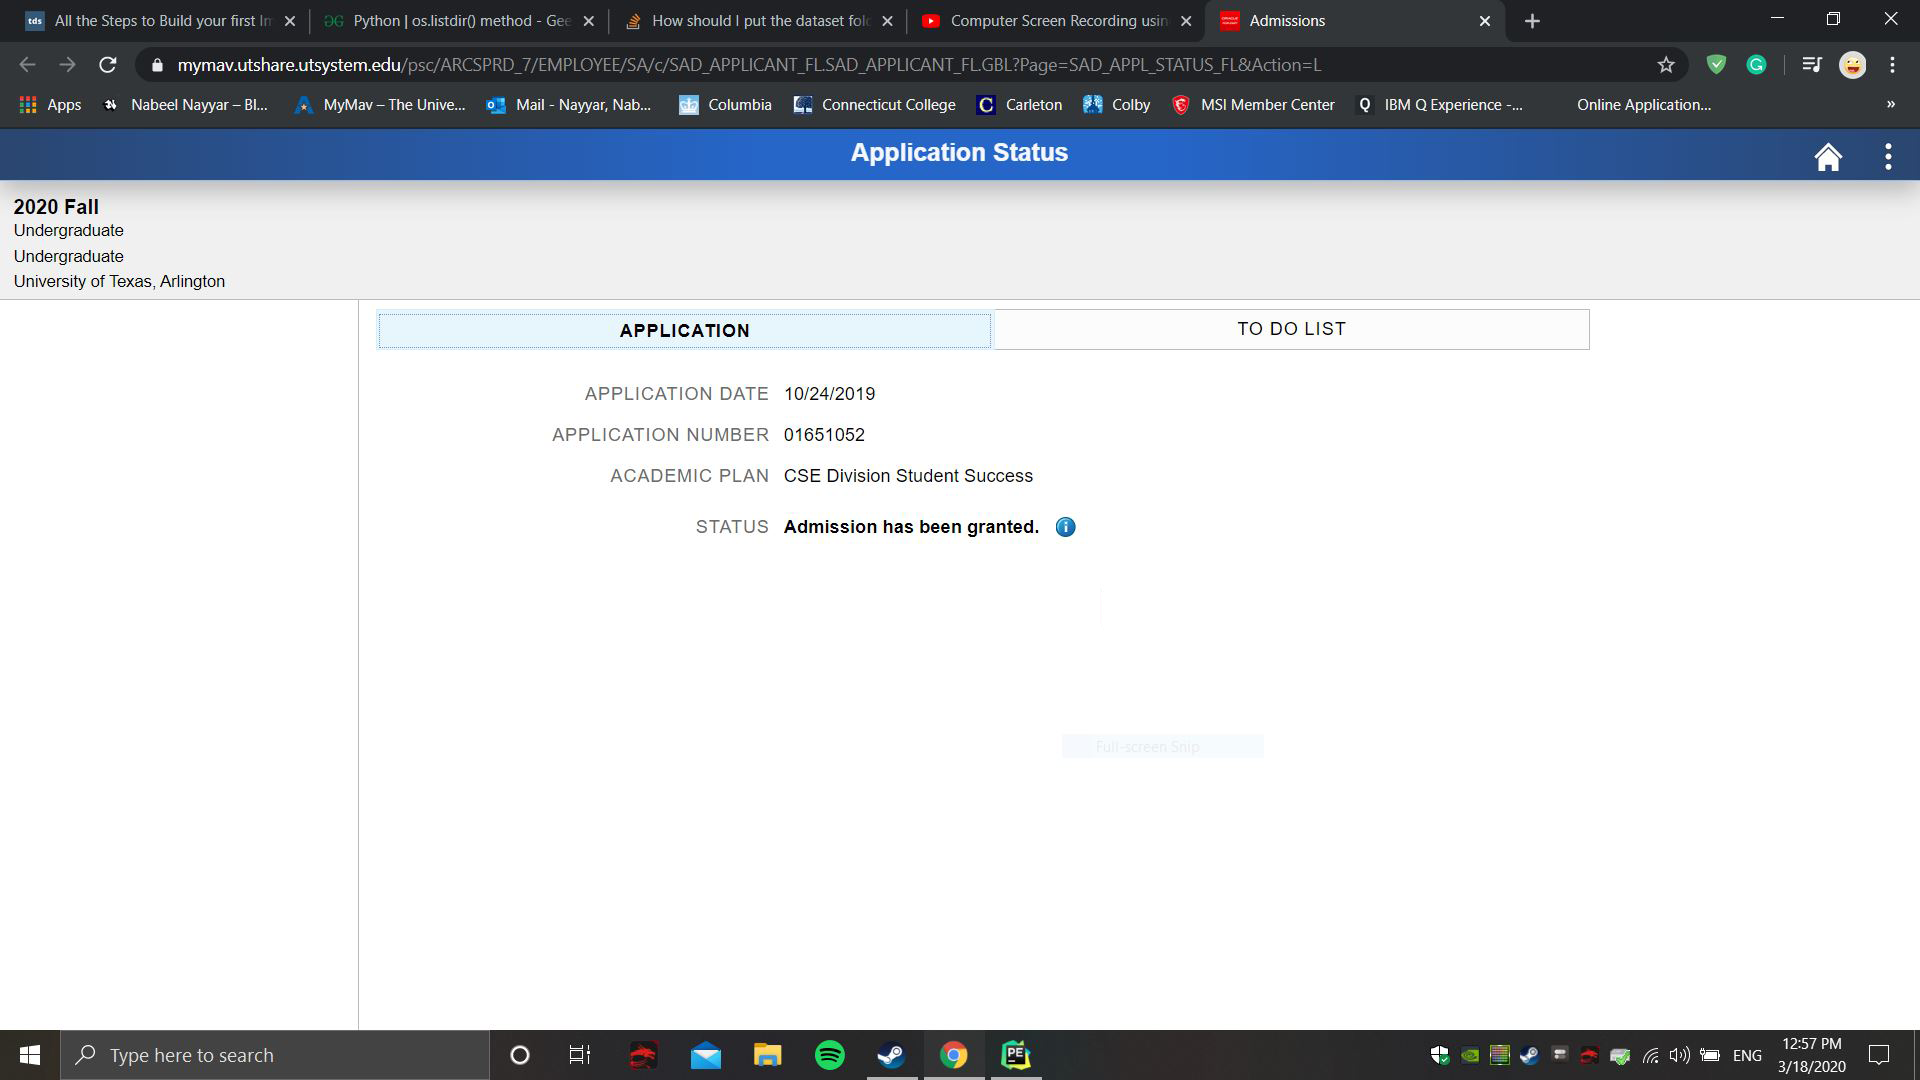 All the Steps to Build your first Im
Python | os.listdir() method - Gee
How should I put the dataset fold
Computer Screen Recording usin
Admissions
mymav.utshare.utsystem.edu/psc/ARCSPRD_7/EMPLOYEE/SA/c/SAD_APPLICANT_FL.SAD_APPLICANT_FL.GBL?Page=SAD_APPL_STATUS_FL&Action=L
Apps
Nabeel Nayyar – Bl...
MyMav – The Unive...
Mail - Nayyar, Nab...
Columbia
Connecticut College
Carleton
Colby
MSI Member Center
IBM Q Experience -...
Online Application...
»
Application Status
2020 Fall
Undergraduate
Undergraduate
University of Texas, Arlington
APPLICATION
TO DO LIST
APPLICATION DATE 10/24/2019
APPLICATION NUMBER 01651052
ACADEMIC PLAN CSE Division Student Success
STATUS Admission has been granted.
Full-screen Snip
Type here to search
ENG
12:57 PM
3/18/2020